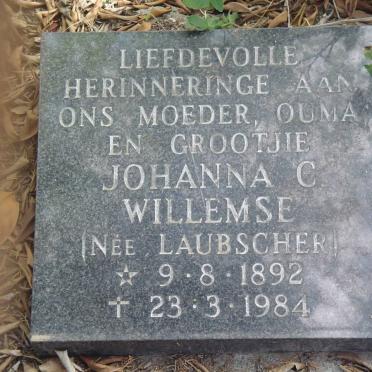 LIEFDEVOLLE
HERINNERINGE AAN
ONS MOEDER, OUMA
EN GROOTJIE
JOHANNA C
WILLEMSE
(NÉE LAUBSCHER)
☆ 9·8·1892
✝ 23·3·1984